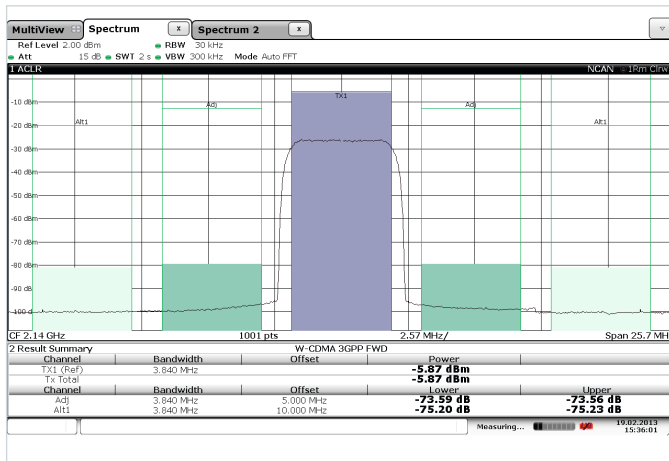 MultiView Spectrum x Spectrum 2 x
Ref Level 2.00 dBm RBW 30 kHz
Att 15 dB SWT 2 s VBW 300 kHz Mode Auto FFT
1 ACLR NCAN 1Rm Clrw
TX1
-10 dBm
Adj Adj
-20 dBm
Alt1 Alt1
-30 dBm
-40 dBm
-50 dBm
-60 dBm
-70 dBm
-80 dBm
-90 dBm
-100 d
CF 2.14 GHz 1001 pts 2.57 MHz/ Span 25.7 MH
2 Result Summary W-CDMA 3GPP FWD
Channel Bandwidth Offset Power
TX1 (Ref) 3.840 MHz -5.87 dBm
Tx Total -5.87 dBm
Channel Bandwidth Offset Lower Upper
Adj 3.840 MHz 5.000 MHz -73.59 dB -73.56 dB
Alt1 3.840 MHz 10.000 MHz -75.20 dB -75.23 dB
Measuring... 19.02.2013
15:36:01